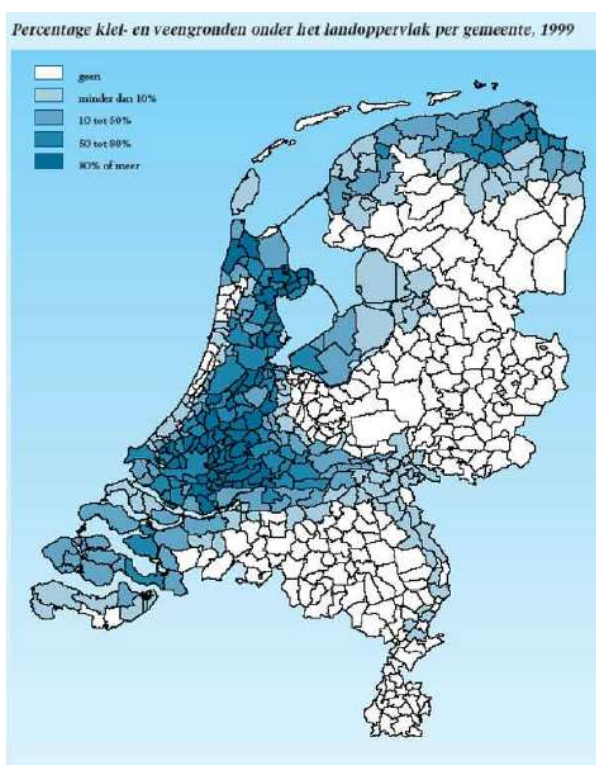 Percentage klei- en veengronden onder het landoppervlak per gemeente, 1999
geen
minder dan 10%
10 tot 50%
50 tot 80%
80% of meer